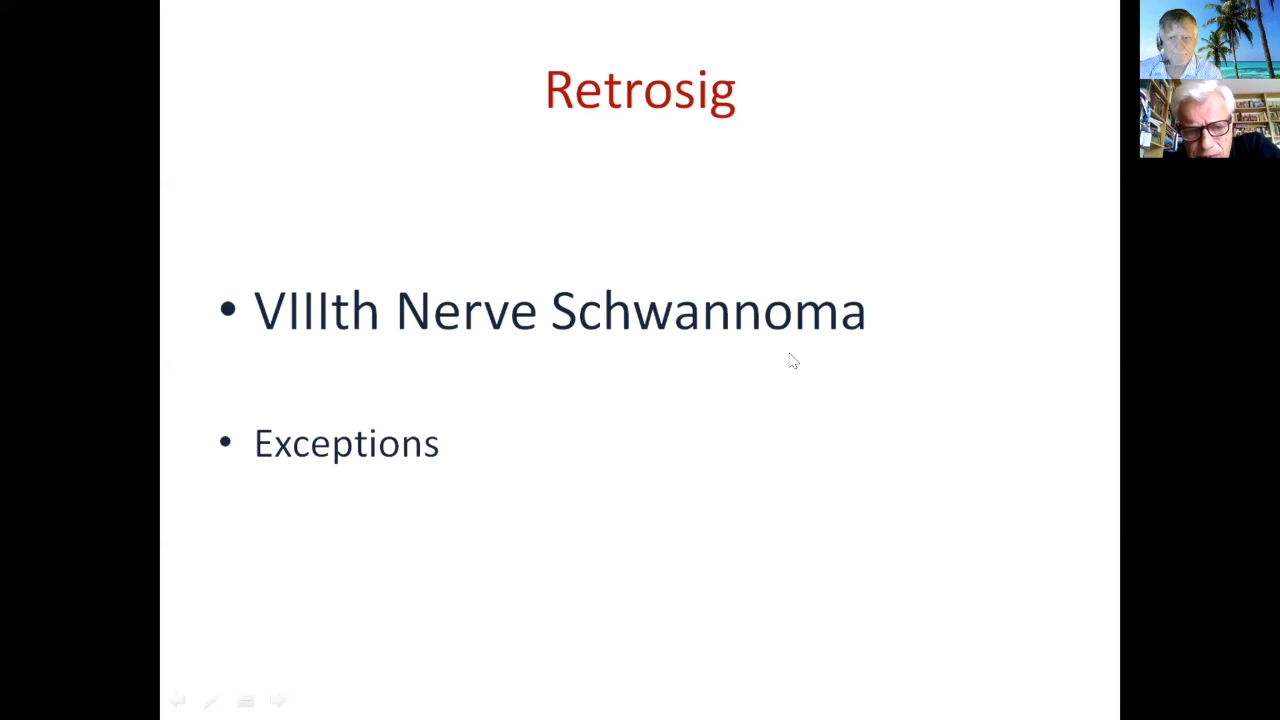 Retrosig
• VIIIth Nerve Schwannoma
• Exceptions